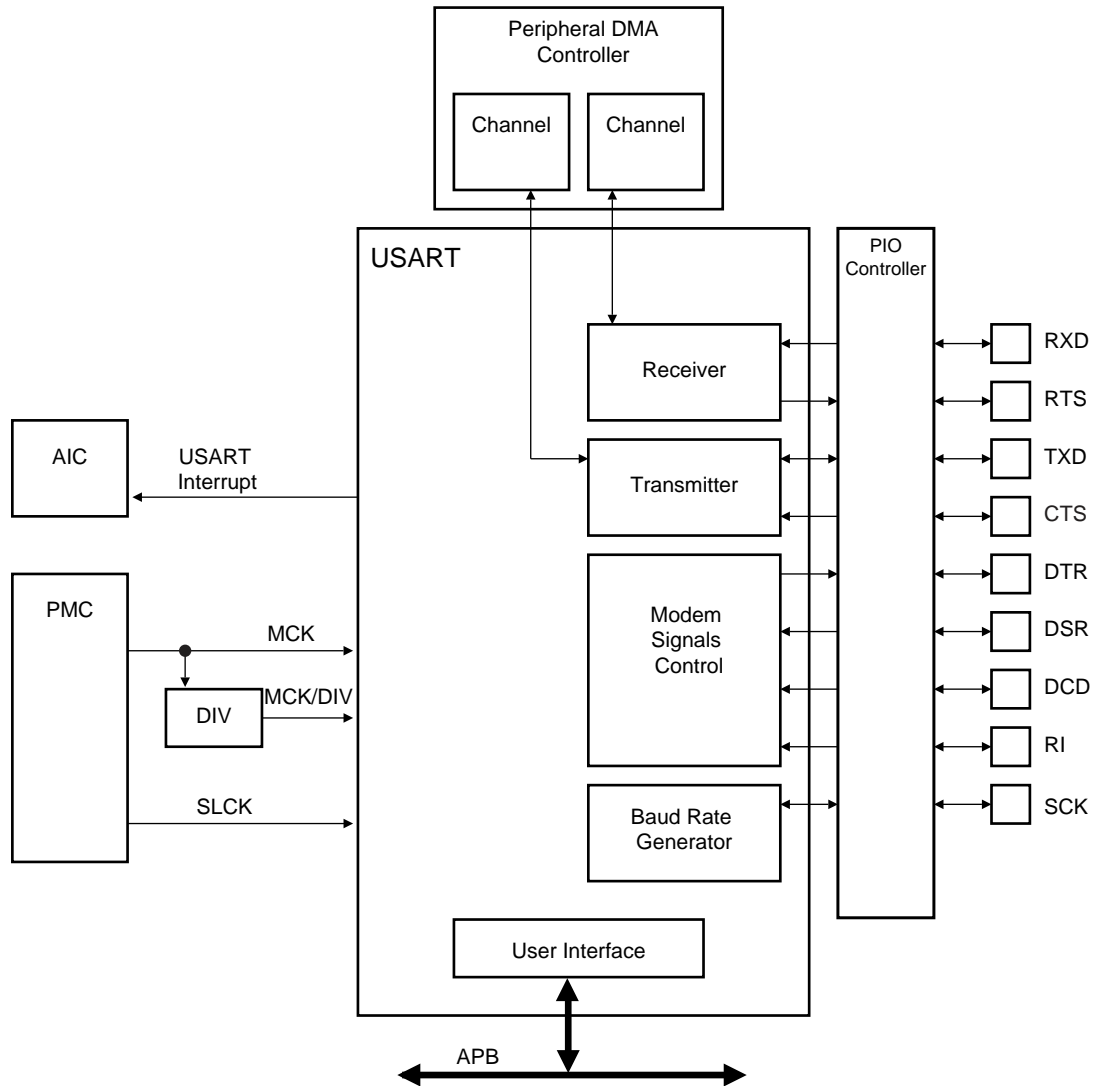 Peripheral DMA
Controller
Channel
Channel
USART
PIO
Controller
Receiver
RXD
RTS
AIC
USART
Interrupt
Transmitter
TXD
CTS
PMC
MCK
DIV
MCK/DIV
SLCK
Modem
Signals
Control
DTR
DSR
DCD
RI
Baud Rate
Generator
SCK
User Interface
APB